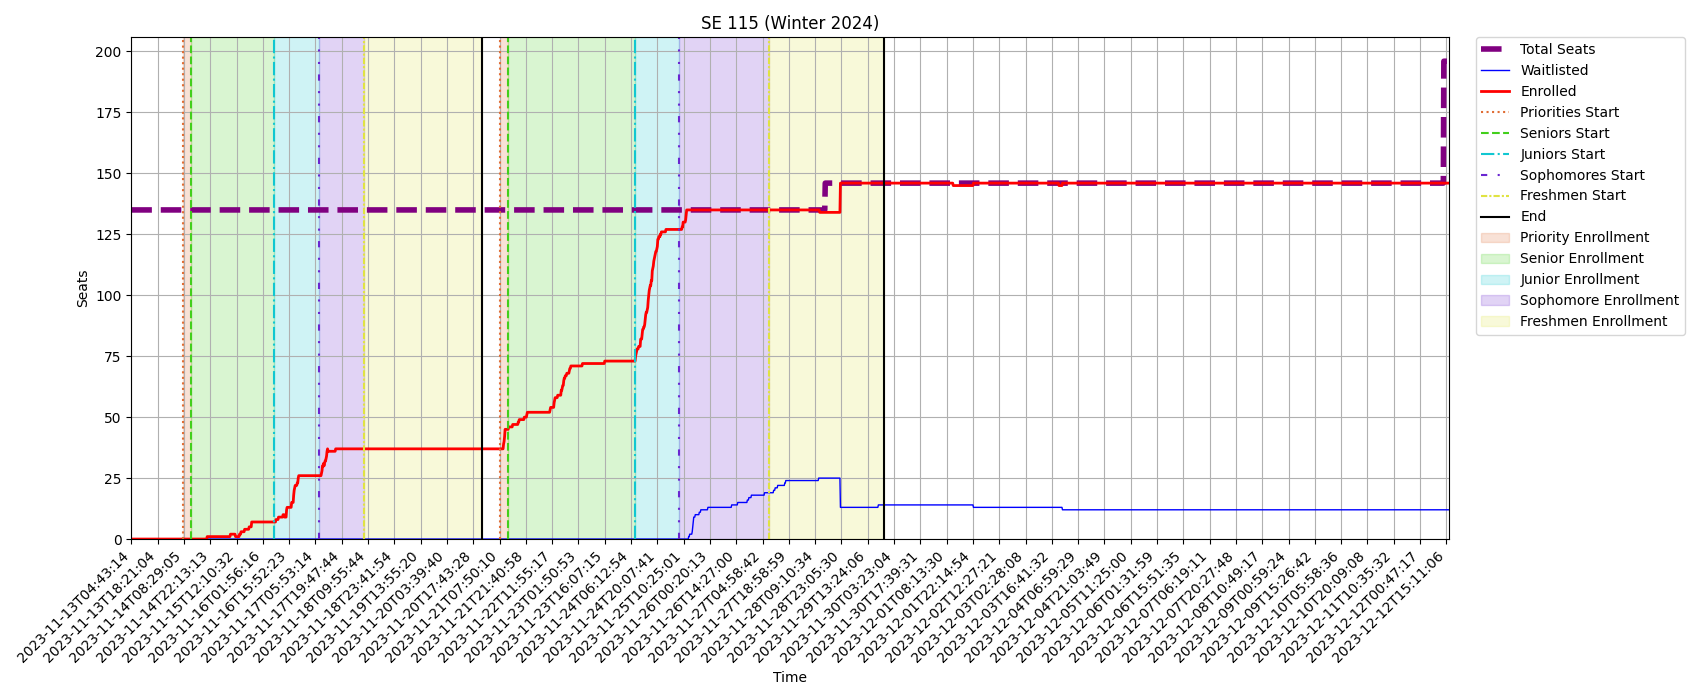 SE 115 (Winter 2024)
Seats
200
175
150
125
100
75
50
25
0
2023-11-13T04:43:14
2023-11-13T18:21:04
2023-11-14T08:29:05
2023-11-14T22:13:13
2023-11-15T12:10:32
2023-11-16T01:56:16
2023-11-16T15:52:23
2023-11-17T05:53:14
2023-11-17T19:47:44
2023-11-18T09:55:44
2023-11-18T23:41:54
2023-11-19T13:55:20
2023-11-20T03:39:40
2023-11-20T17:43:28
2023-11-21T07:50:10
2023-11-21T21:40:58
2023-11-22T11:55:17
2023-11-23T01:50:53
2023-11-23T16:07:15
2023-11-24T06:12:54
2023-11-24T20:07:41
2023-11-25T10:25:01
2023-11-26T00:20:13
2023-11-26T14:27:00
2023-11-27T04:58:42
2023-11-27T18:58:59
2023-11-28T09:10:34
2023-11-28T23:05:30
2023-11-29T13:24:06
2023-11-30T03:23:04
2023-11-30T17:39:31
2023-12-01T08:13:30
2023-12-01T22:14:54
2023-12-02T12:27:21
2023-12-03T02:28:08
2023-12-03T16:41:32
2023-12-04T06:59:29
2023-12-04T21:03:49
2023-12-05T11:25:00
2023-12-06T01:31:59
2023-12-06T15:51:35
2023-12-07T06:19:11
2023-12-07T20:27:48
2023-12-08T10:49:17
2023-12-09T00:59:24
2023-12-09T15:26:42
2023-12-10T05:58:36
2023-12-10T20:09:08
2023-12-11T10:35:32
2023-12-12T00:47:17
2023-12-12T15:11:06
Time
Total Seats
Waitlisted
Enrolled
Priorities Start
Seniors Start
Juniors Start
Sophomores Start
Freshmen Start
End
Priority Enrollment
Senior Enrollment
Junior Enrollment
Sophomore Enrollment
Freshmen Enrollment